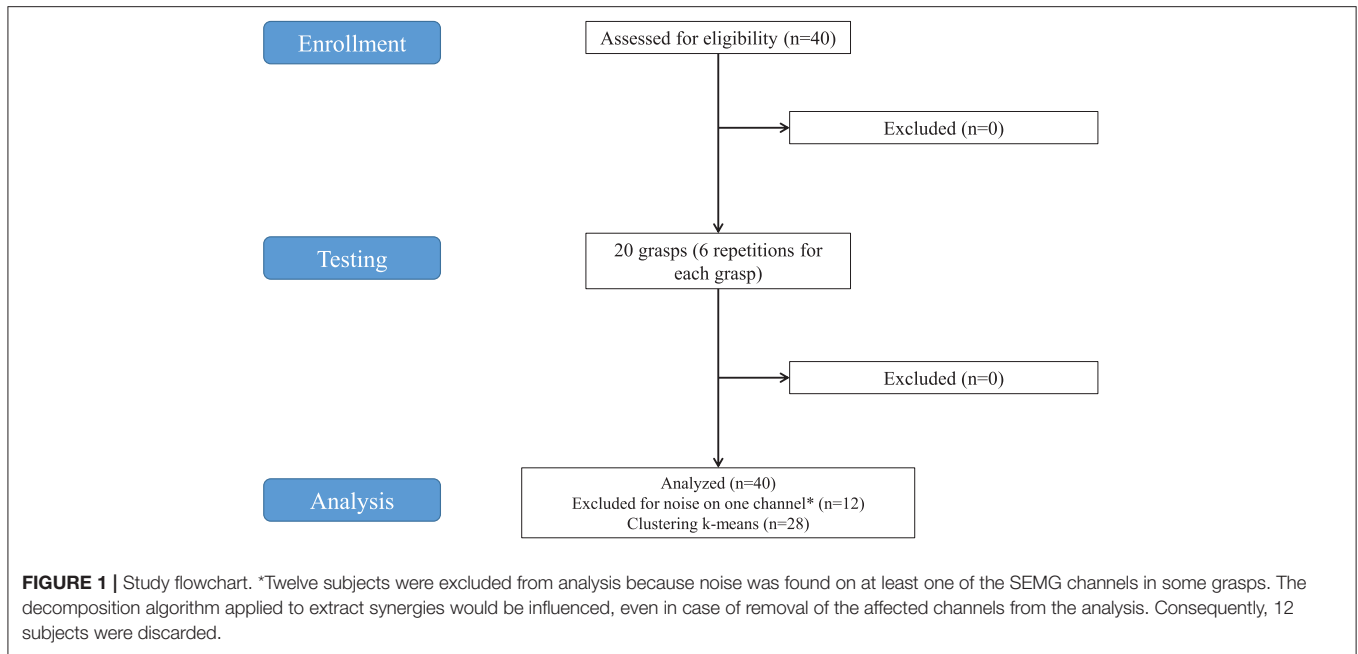 Enrollment
Assessed for eligibility (n=40)
Excluded (n=0)
Testing
20 grasps (6 repetitions for
each grasp)
Excluded (n=0)
Analysis
Analyzed (n=40)
Excluded for noise on one channel* (n=12)
Clustering k-means (n=28)
FIGURE 1 | Study flowchart. *Twelve subjects were excluded from analysis because noise was found on at least one of the SEMG channels in some grasps. The
decomposition algorithm applied to extract synergies would be influenced, even in case of removal of the affected channels from the analysis. Consequently, 12
subjects were discarded.